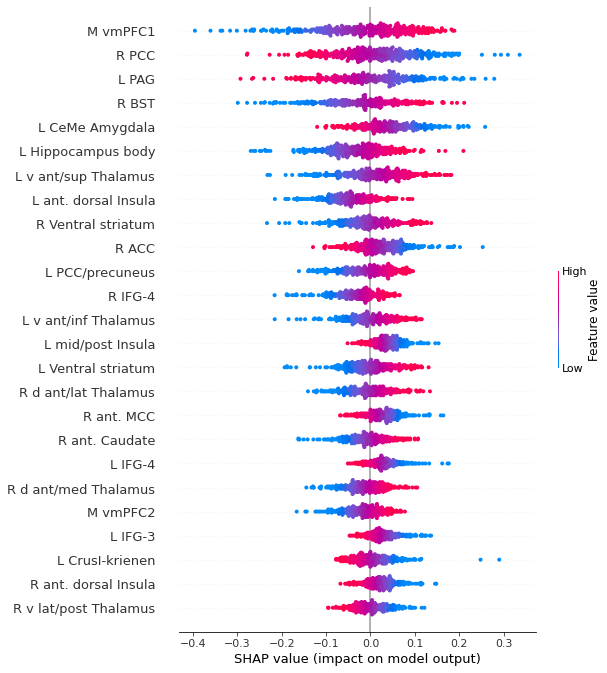 M vmPFC1
R PCC
L PAG
R BST
L CeMe Amygdala
L Hippocampus body
L v ant/sup Thalamus
L ant. dorsal Insula
R Ventral striatum
R ACC
L PCC/precuneus
R IFG-4
L v ant/inf Thalamus
L mid/post Insula
L Ventral striatum
R d ant/lat Thalamus
R ant. MCC
R ant. Caudate
L IFG-4
R d ant/med Thalamus
M vmPFC2
L IFG-3
L CrusI-krienen
R ant. dorsal Insula
R v lat/post Thalamus
−0.4 −0.3 −0.2 −0.1 0.0 0.1 0.2 0.3
SHAP value (impact on model output)
High
Low
Feature value